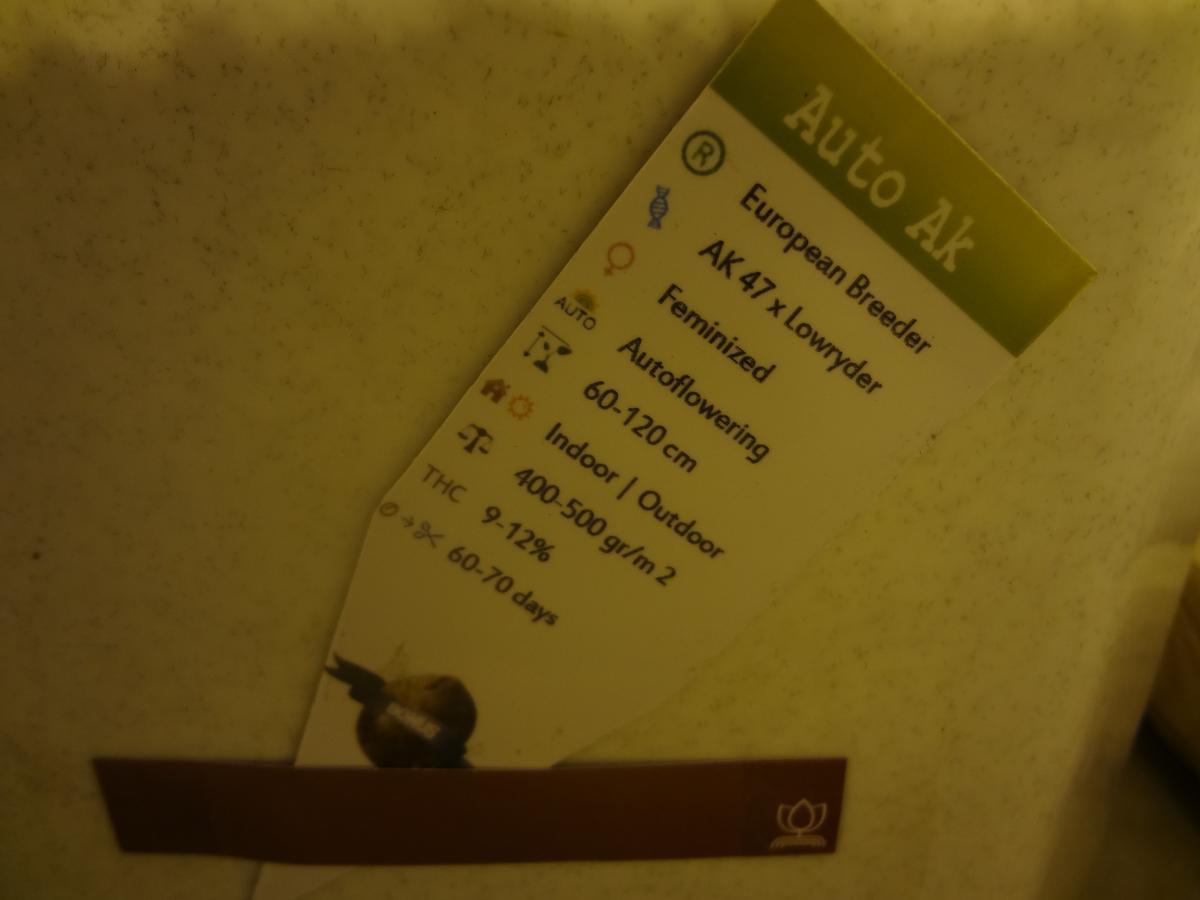 Auto Ak
® European Breeder
AK 47 x Lowryder
Feminized
AUTO Autoflowering
60-120 cm
Indoor | Outdoor
400-500 gr/m 2
THC 9-12%
60-70 days